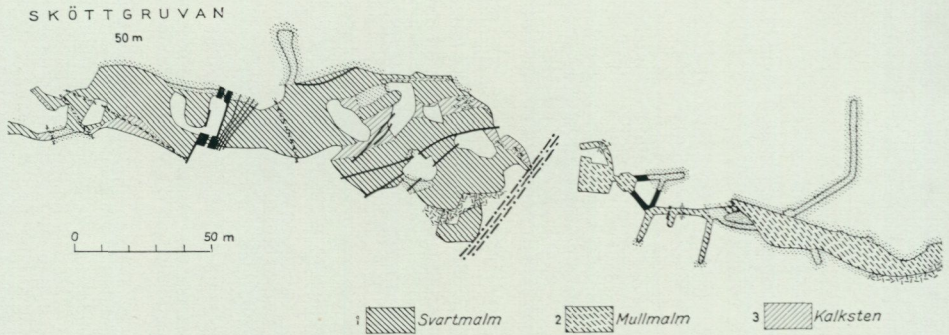 SKÖTTGRUVAN
50 m
0 50 m
1 Svartmalm 2 Mullmalm 3 Kalksten